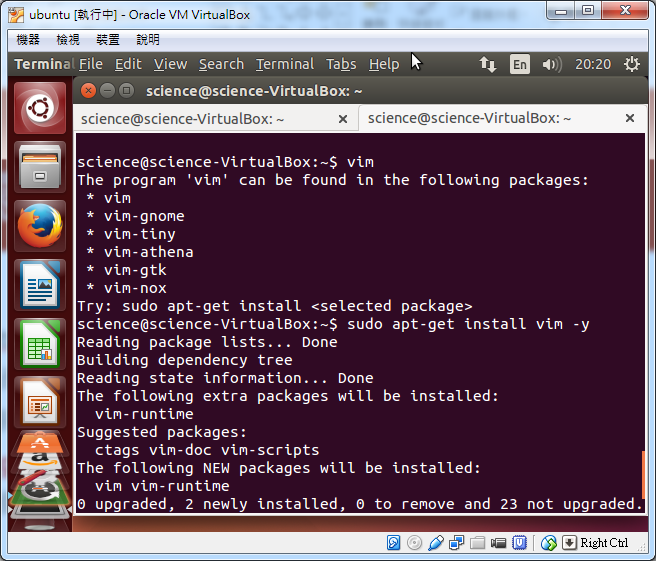 ubuntu [執行中] - Oracle VM VirtualBox
機器 檢視 裝置 說明
Terminal File Edit View Search Terminal Tabs Help En 20:20
science@science-VirtualBox: ~
science@science-VirtualBox: ~ science@science-VirtualBox: ~
science@science-VirtualBox:~$ vim
The program 'vim' can be found in the following packages:
* vim
* vim-gnome
* vim-tiny
* vim-athena
* vim-gtk
* vim-nox
Try: sudo apt-get install <selected package>
science@science-VirtualBox:~$ sudo apt-get install vim -y
Reading package lists... Done
Building dependency tree
Reading state information... Done
The following extra packages will be installed:
vim-runtime
Suggested packages:
ctags vim-doc vim-scripts
The following NEW packages will be installed:
vim vim-runtime
0 upgraded, 2 newly installed, 0 to remove and 23 not upgraded.
Right Ctrl